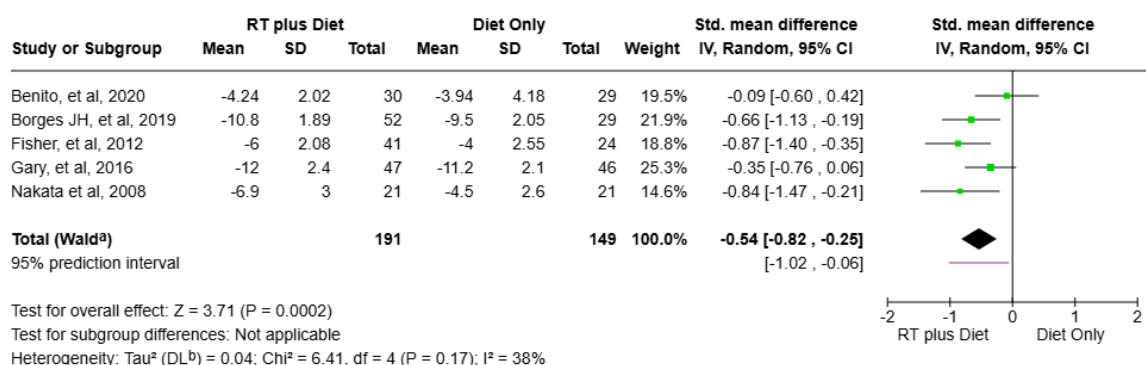 RT plus Diet Diet Only Std. mean difference Std. mean difference
Study or Subgroup Mean SD Total Mean SD Total Weight IV, Random, 95% CI IV, Random, 95% CI
Benito, et al, 2020 -4.24 2.02 30 -3.94 4.18 29 19.5% -0.09 [-0.60 , 0.42]
Borges JH, et al, 2019 -10.8 1.89 52 -9.5 2.05 29 21.9% -0.66 [-1.13 , -0.19]
Fisher, et al, 2012 -6 2.08 41 -4 2.55 24 18.8% -0.87 [-1.40 , -0.35]
Gary, et al, 2016 -12 2.4 47 -11.2 2.1 46 25.3% -0.35 [-0.76 , 0.06]
Nakata et al, 2008 -6.9 3 21 -4.5 2.6 21 14.6% -0.84 [-1.47 , -0.21]
Total (Waldᵃ) 191 149 100.0% -0.54 [-0.82 , -0.25]
95% prediction interval [-1.02 , -0.06]
Test for overall effect: Z = 3.71 (P = 0.0002)
Test for subgroup differences: Not applicable
Heterogeneity: Tau² (DLᵇ) = 0.04; Chi² = 6.41, df = 4 (P = 0.17); I² = 38%
-2 -1 0 1 2
RT plus Diet Diet Only